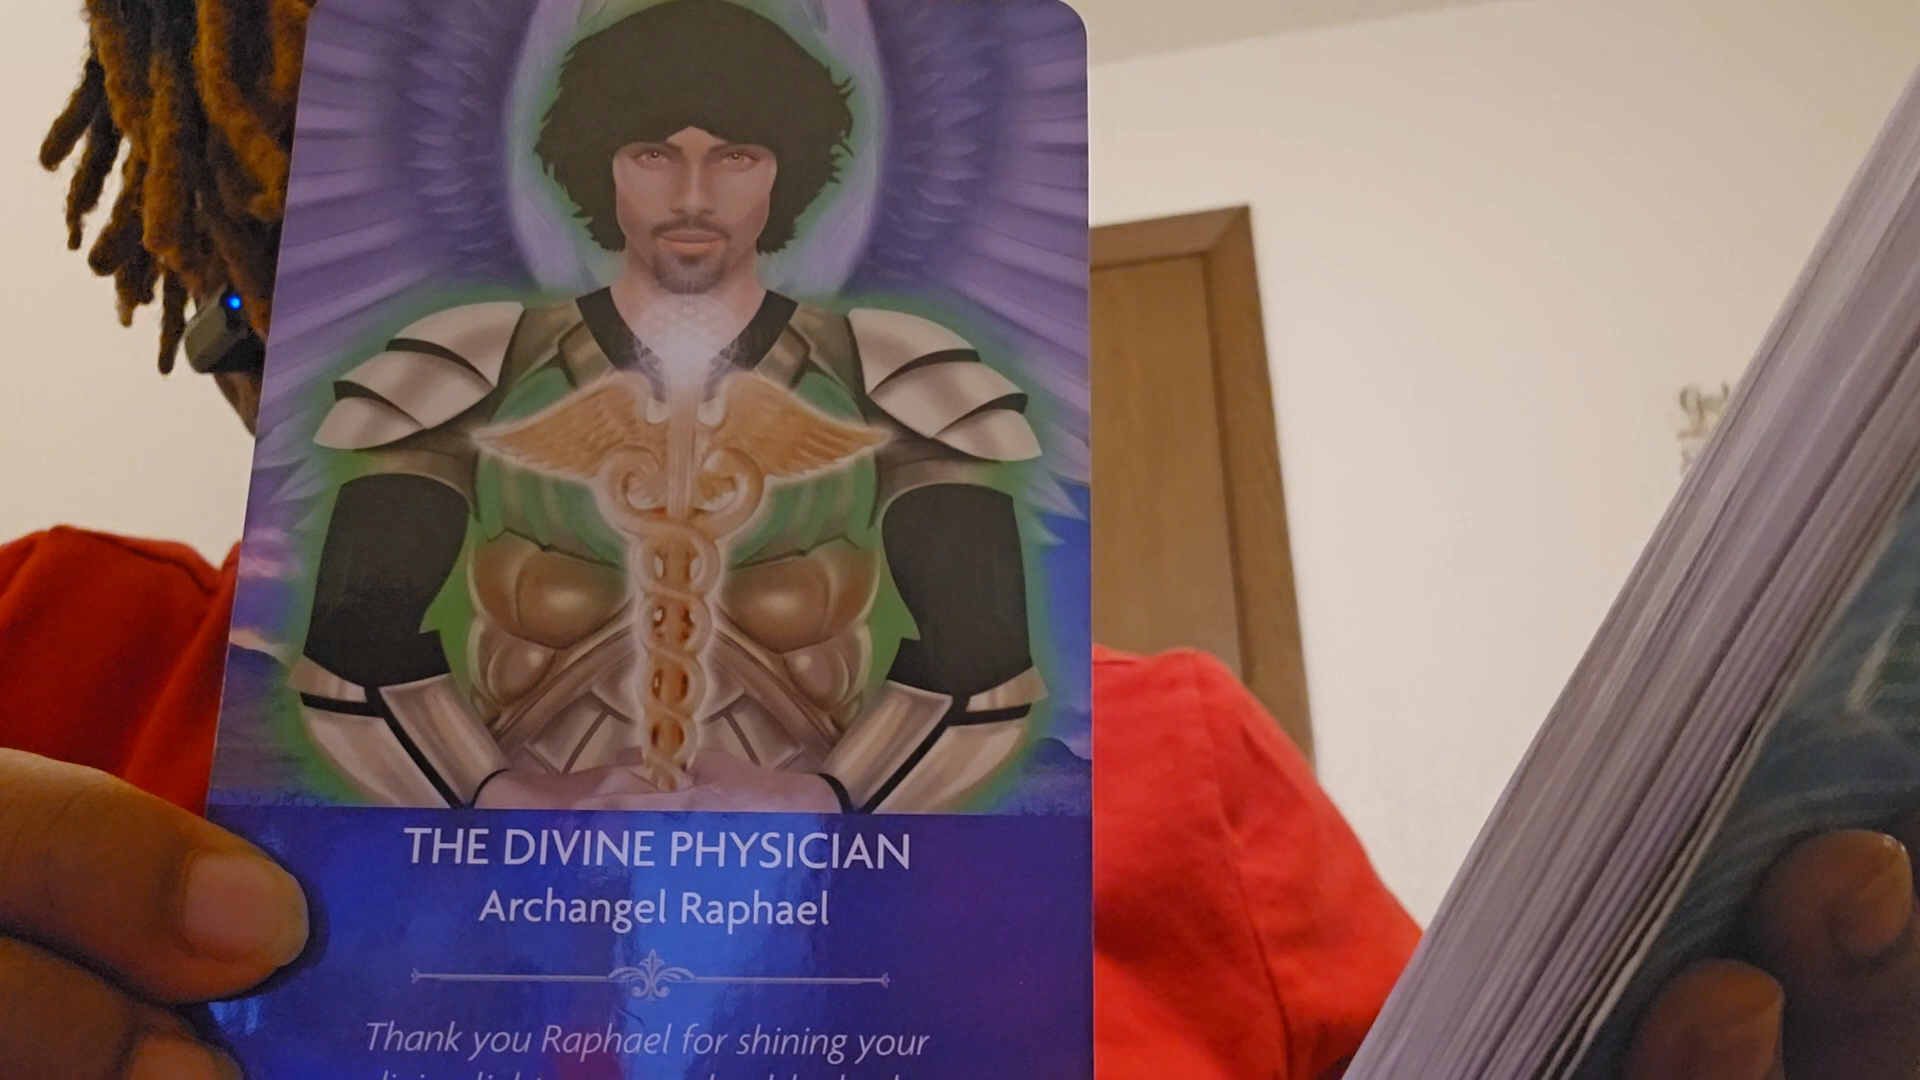 THE DIVINE PHYSICIAN
Archangel Raphael
Thank you Raphael for shining your